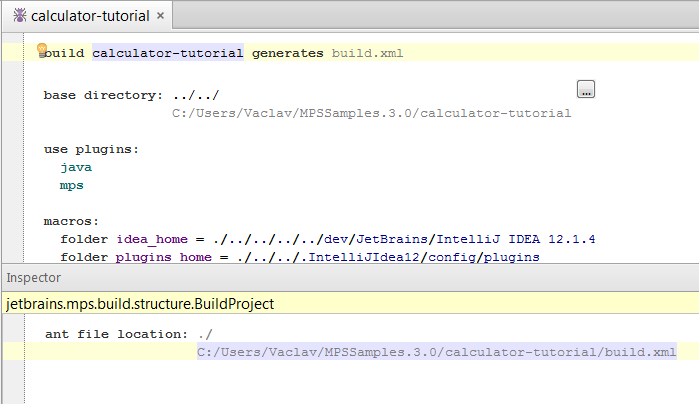 calculator-tutorial ×
build calculator-tutorial generates build.xml
base directory: ../../
...
C:/Users/Vaclav/MPSSamples.3.0/calculator-tutorial
use plugins:
java
mps
macros:
folder idea_home = ./../../../../dev/JetBrains/IntelliJ IDEA 12.1.4
folder plugins_home = ./../../.IntelliJIdea12/config/plugins
Inspector
jetbrains.mps.build.structure.BuildProject
ant file location: ./
C:/Users/Vaclav/MPSSamples.3.0/calculator-tutorial/build.xml